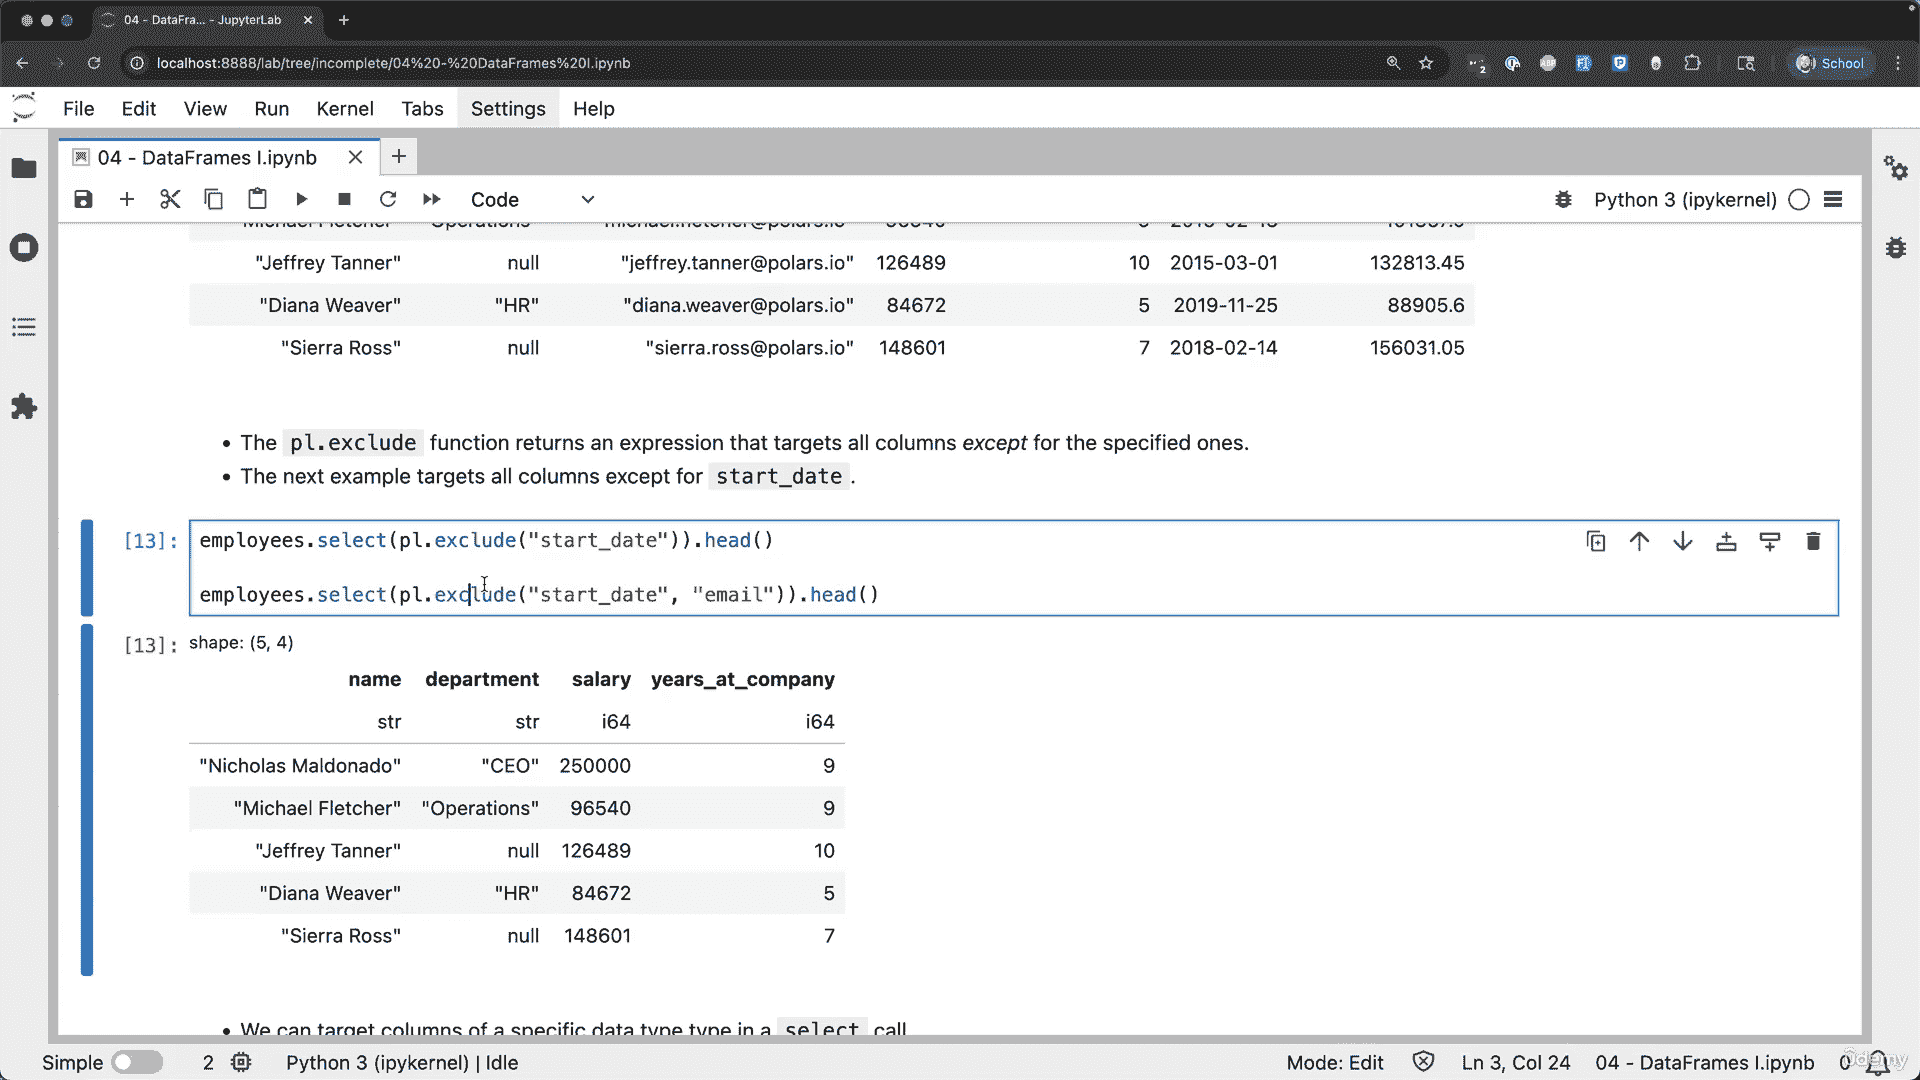 04 - DataFra... - JupyterLab
localhost:8888/lab/tree/incomplete/04%20-%20DataFrames%20I.ipynb
2
ABP
School
File Edit View Run Kernel Tabs Settings Help
04 - DataFrames I.ipynb
Code
Python 3 (ipykernel)
"Jeffrey Tanner" null "jeffrey.tanner@polars.io" 126489 10 2015-03-01 132813.45
"Diana Weaver" "HR" "diana.weaver@polars.io" 84672 5 2019-11-25 88905.6
"Sierra Ross" null "sierra.ross@polars.io" 148601 7 2018-02-14 156031.05
• The pl.exclude function returns an expression that targets all columns except for the specified ones.
• The next example targets all columns except for start_date.
[13]: employees.select(pl.exclude("start_date")).head()
employees.select(pl.exclude("start_date", "email")).head()
[13]: shape: (5, 4)
name department salary years_at_company
str str i64 i64
"Nicholas Maldonado" "CEO" 250000 9
"Michael Fletcher" "Operations" 96540 9
"Jeffrey Tanner" null 126489 10
"Diana Weaver" "HR" 84672 5
"Sierra Ross" null 148601 7
• We can target columns of a specific data type type in a select call
Simple 2 Python 3 (ipykernel) | Idle Mode: Edit Ln 3, Col 24 04 - DataFrames I.ipynb 0
Udemy